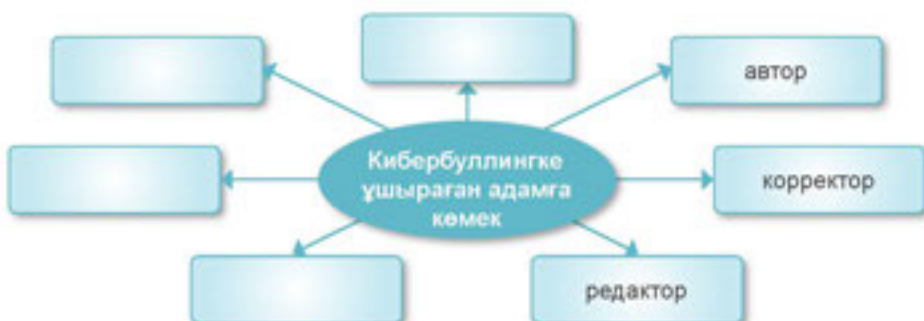 автор
Кибербуллингке
ұшыраған адамға
көмек
корректор
редактор